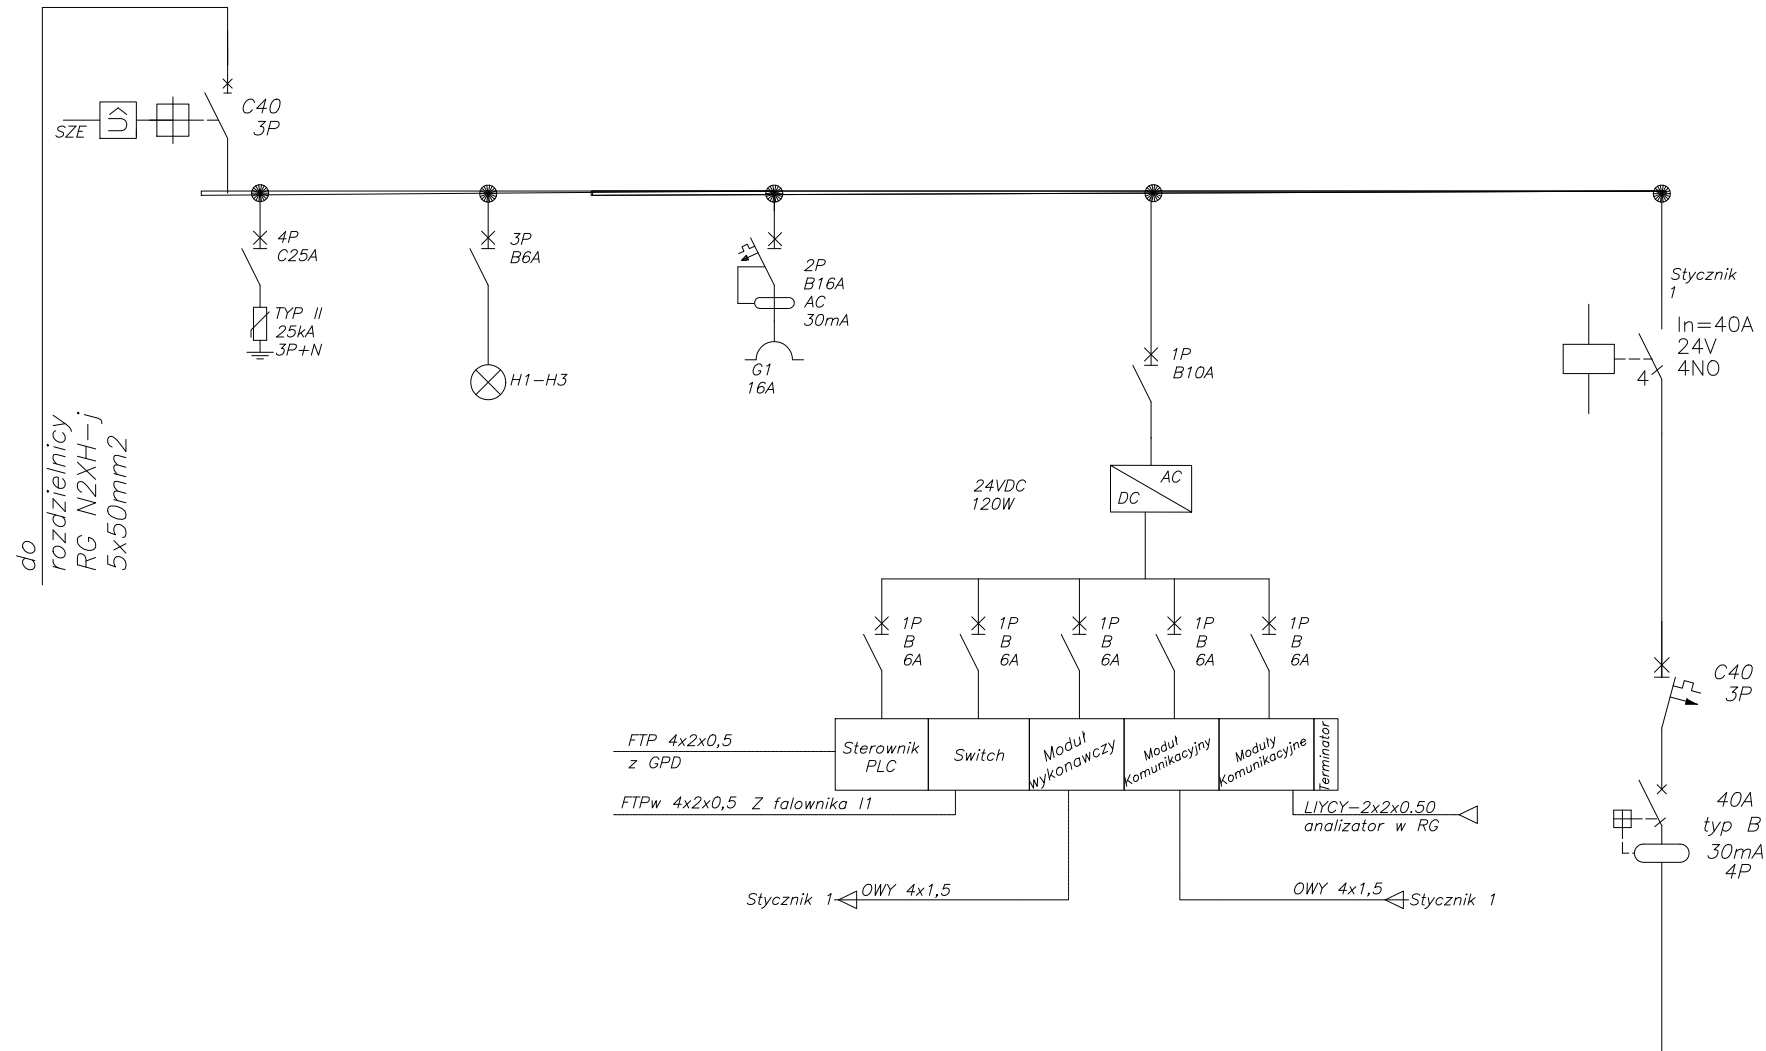 C40
3P
SZE
do
rozdzielnicy
RG N2XH-j
5x50mm2
4P
C25A
TYP II
25kA
3P+N
3P
B6A
H1-H3
2P
B16A
AC
30mA
G1
16A
1P
B10A
24VDC
120W
AC
DC
Stycznik
1
In=40A
24V
4NO
4
1P
B
6A
1P
B
6A
1P
B
6A
1P
B
6A
1P
B
6A
Sterownik
PLC
Switch
Moduł
wykonawczy
Moduł
Komunikacyjny
Moduły
Komunikacyjne
Terminator
FTP 4x2x0,5
z GPD
FTPw 4x2x0,5 Z falownika I1
LIYCY-2x2x0.50
analizator w RG
Stycznik 1
OWY 4x1,5
OWY 4x1,5
Stycznik 1
C40
3P
40A
typ B
30mA
4P